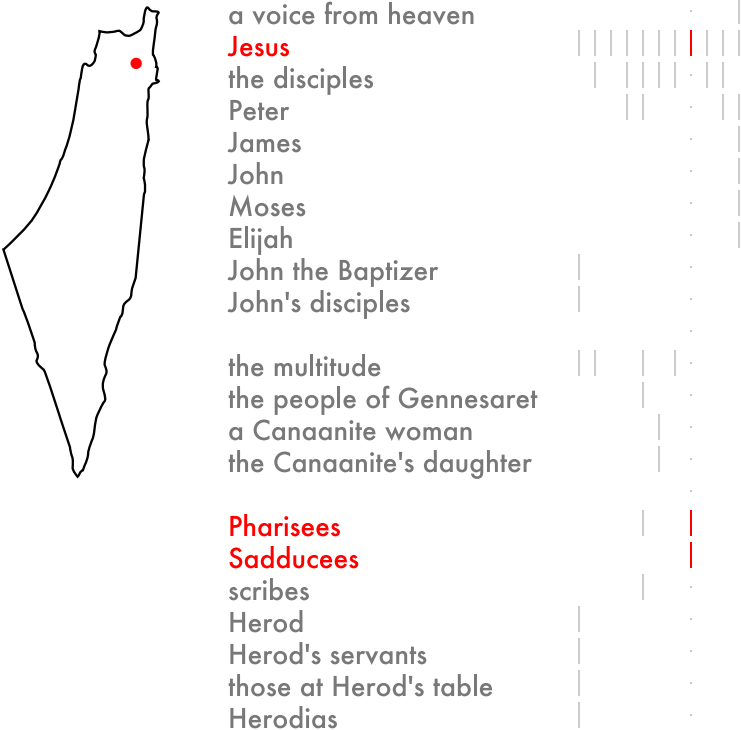 a voice from heaven
Jesus
the disciples
Peter
James
John
Moses
Elijah
John the Baptizer
John's disciples
the multitude
the people of Gennesaret
a Canaanite woman
the Canaanite's daughter
Pharisees
Sadducees
scribes
Herod
Herod's servants
those at Herod's table
Herodias